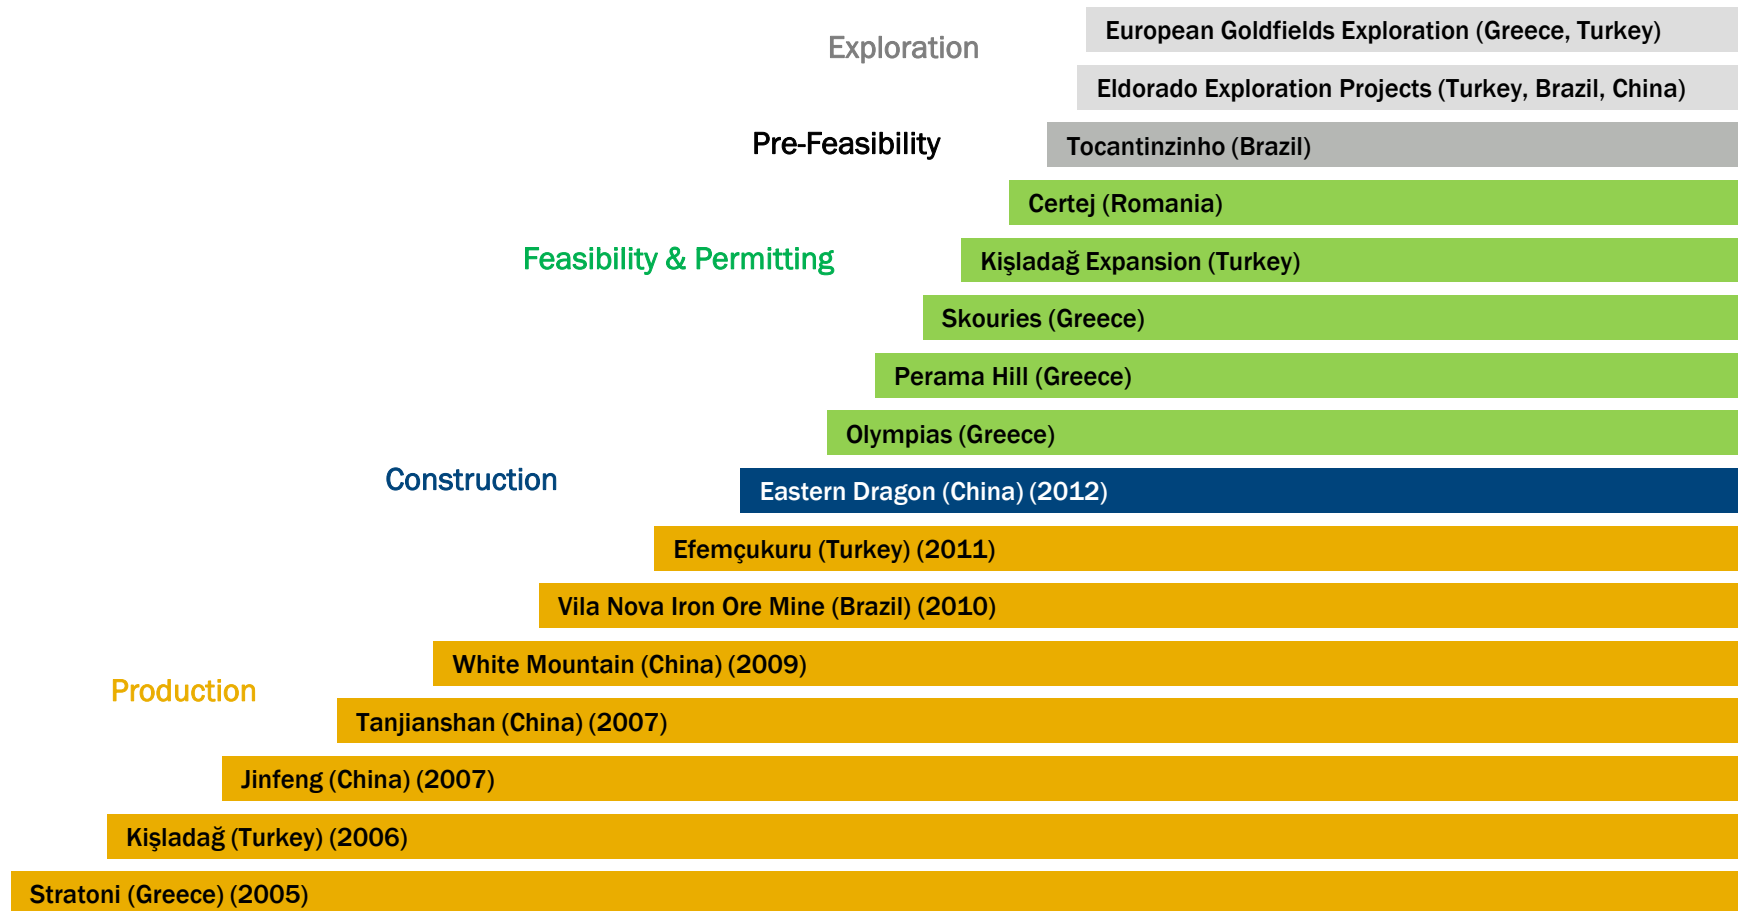 European Goldfields Exploration (Greece, Turkey)
Exploration
Eldorado Exploration Projects (Turkey, Brazil, China)
Pre-Feasibility
Tocantinzinho (Brazil)
Certej (Romania)
Feasibility & Permitting
Kişladağ Expansion (Turkey)
Skouries (Greece)
Perama Hill (Greece)
Olympias (Greece)
Construction
Eastern Dragon (China) (2012)
Efemçukuru (Turkey) (2011)
Vila Nova Iron Ore Mine (Brazil) (2010)
White Mountain (China) (2009)
Production
Tanjianshan (China) (2007)
Jinfeng (China) (2007)
Kişladağ (Turkey) (2006)
Stratoni (Greece) (2005)